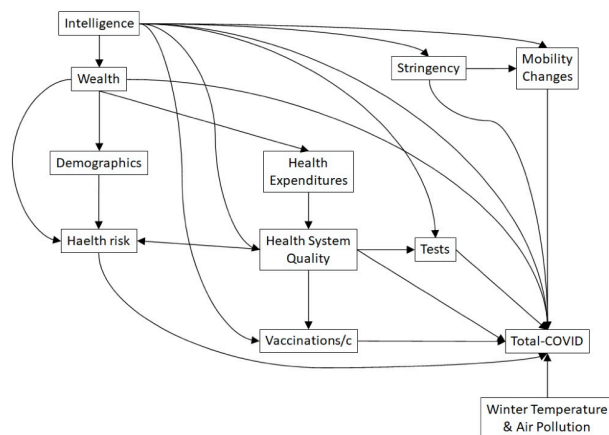 Intelligence
Wealth
Stringency
Mobility
Changes
Demographics
Health
Expenditures
Haelth risk
Health System
Quality
Tests
Vaccinations/c
Total-COVID
Winter Temperature
& Air Pollution